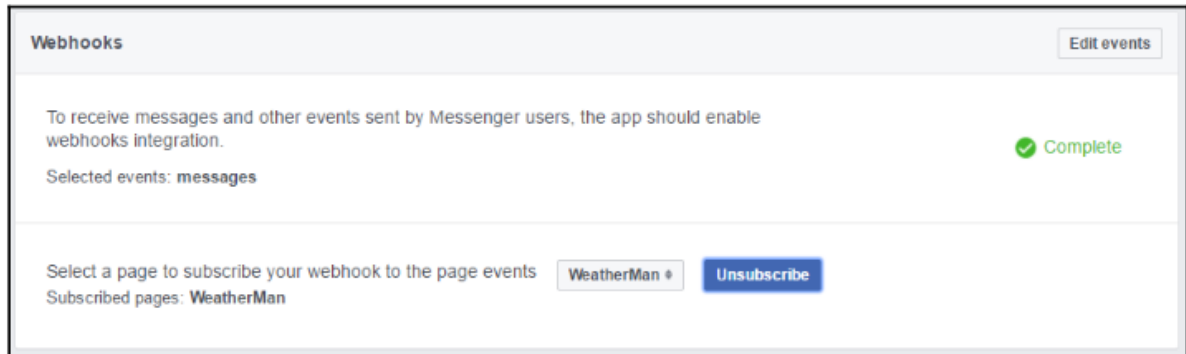 Webhooks
Edit events
To receive messages and other events sent by Messenger users, the app should enable
webhooks integration.
Complete
Selected events: messages
Select a page to subscribe your webhook to the page events
WeatherMan
Unsubscribe
Subscribed pages: WeatherMan